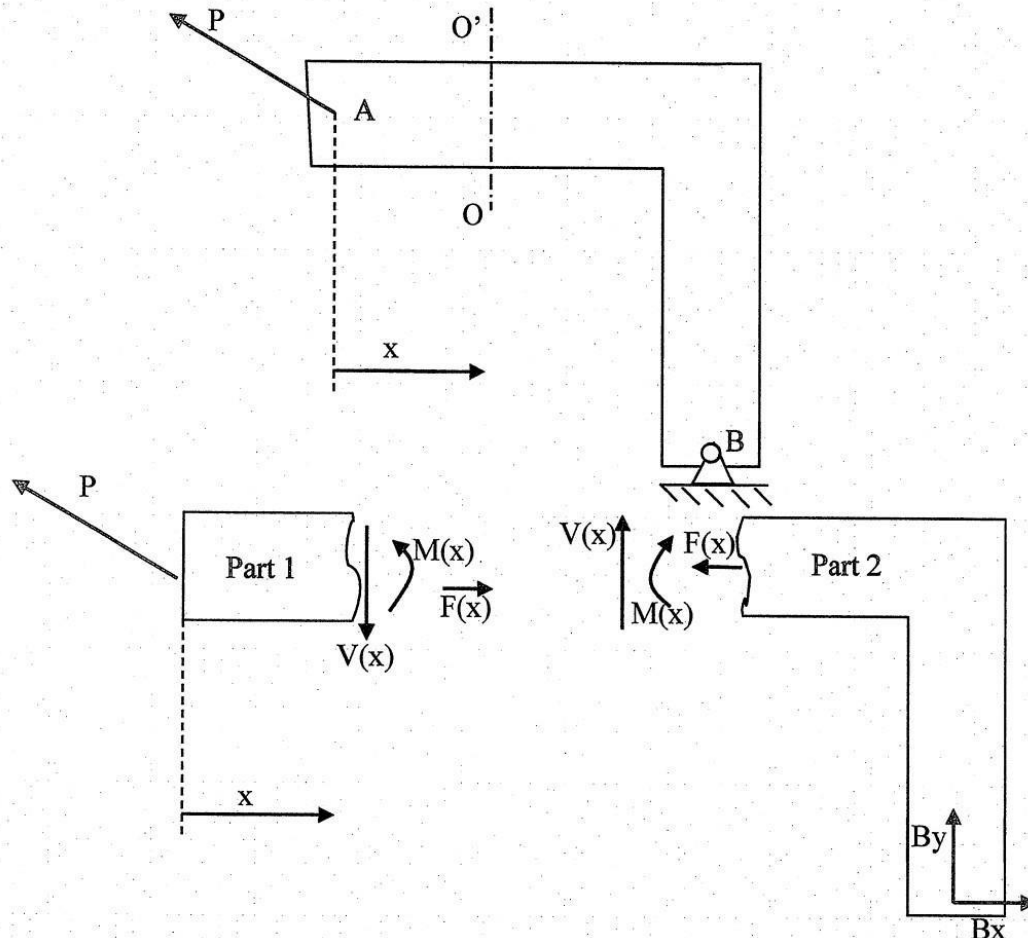 P
O’
A
O
x
B
P
Part 1
M(x)
F(x)
V(x)
V(x)
F(x)
M(x)
Part 2
x
By
Bx